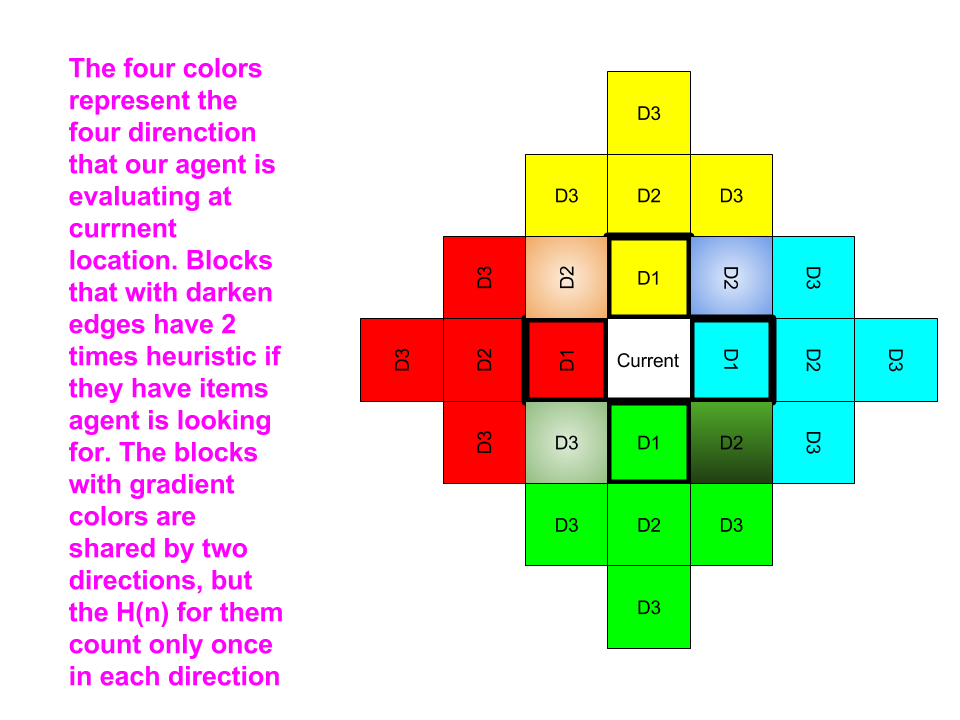 The four colors
represent the
four direnction
that our agent is
evaluating at
currnent
location. Blocks
that with darken
edges have 2
times heuristic if
they have items
agent is looking
for. The blocks
with gradient
colors are
shared by two
directions, but
the H(n) for them
count only once
in each direction
D3
D3 D2 D3
D3 D2 D1 D2 D3
D3 D2 D1 Current D1 D2 D3
D3 D3 D1 D2 D3
D3 D2 D3
D3